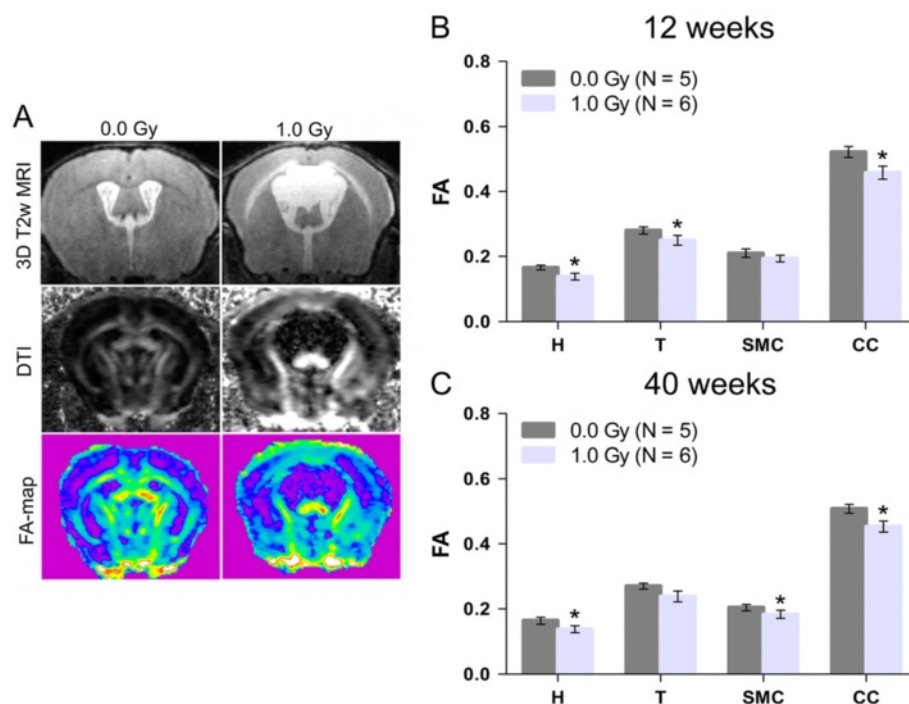 A
0.0 Gy
1.0 Gy
3D T2w MRI
DTI
FA-map
B
12 weeks
0.8
0.6
0.4
0.2
0.0
FA
0.0 Gy (N = 5)
1.0 Gy (N = 6)
*
*
*
H
T
SMC
CC
C
40 weeks
0.8
0.6
0.4
0.2
0.0
FA
0.0 Gy (N = 5)
1.0 Gy (N = 6)
*
*
*
H
T
SMC
CC